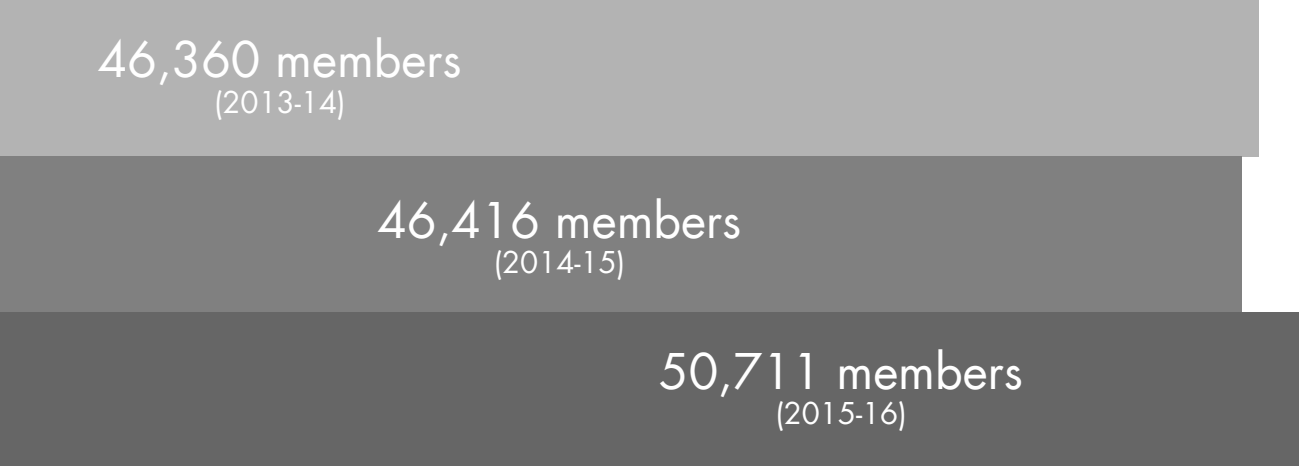 46,360 members
(2013-14)
46,416 members
(2014-15)
50,711 members
(2015-16)